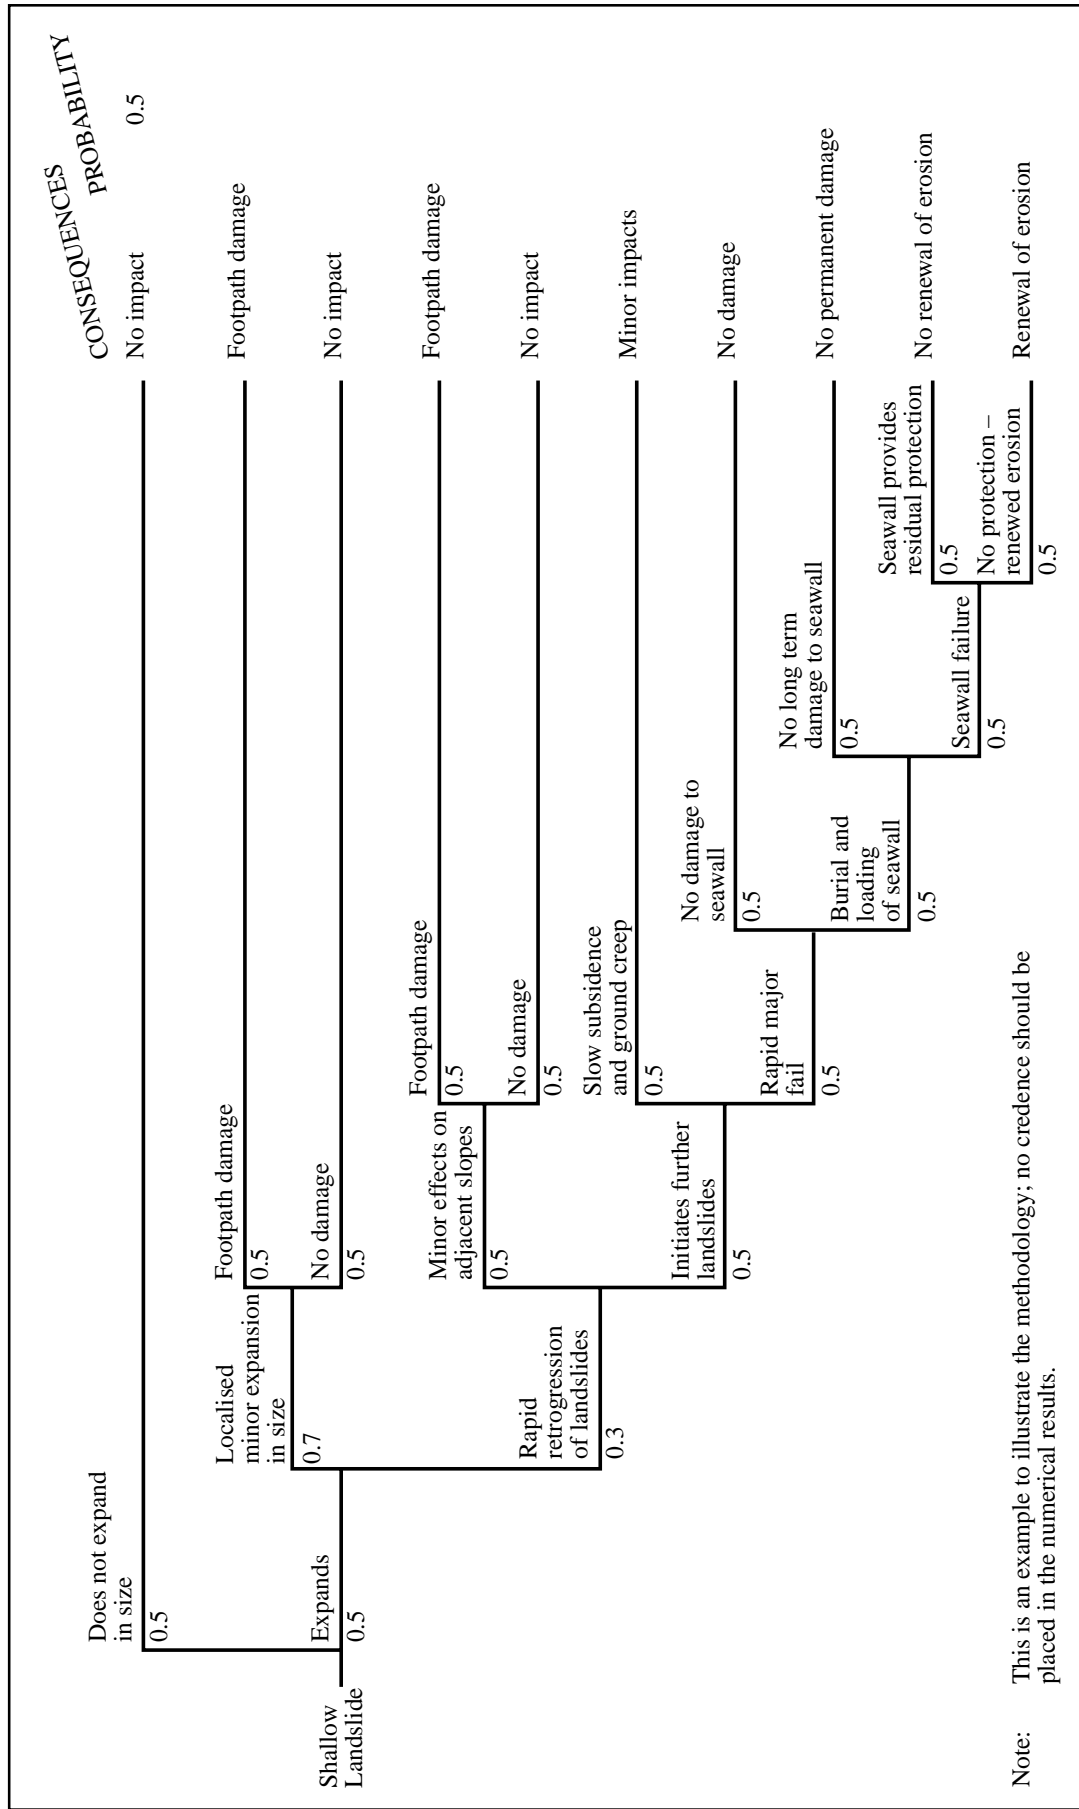 CONSEQUENCES
PROBABILITY
Shallow
Landslide
Does not expand
in size
0.5
No impact
0.5
Expands
0.5
Localised
minor expansion
in size
0.7
Footpath damage
0.5
Footpath damage
No damage
0.5
No impact
Rapid
retrogression
of landslides
0.3
Minor effects on
adjacent slopes
0.5
Footpath damage
0.5
Footpath damage
No damage
0.5
No impact
Initiates further
landslides
0.5
Slow subsidence
and ground creep
0.5
Minor impacts
Rapid major
fail
0.5
No damage to
seawall
0.5
No damage
Burial and
loading
of seawall
0.5
No long term
damage to seawall
0.5
No permanent damage
Seawall failure
0.5
Seawall provides
residual protection
0.5
No renewal of erosion
No protection –
renewed erosion
0.5
Renewal of erosion
Note: This is an example to illustrate the methodology; no credence should be
placed in the numerical results.